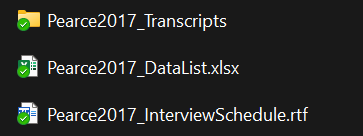 Pearce2017_Transcripts
Pearce2017_DataList.xlsx
Pearce2017_InterviewSchedule.rtf